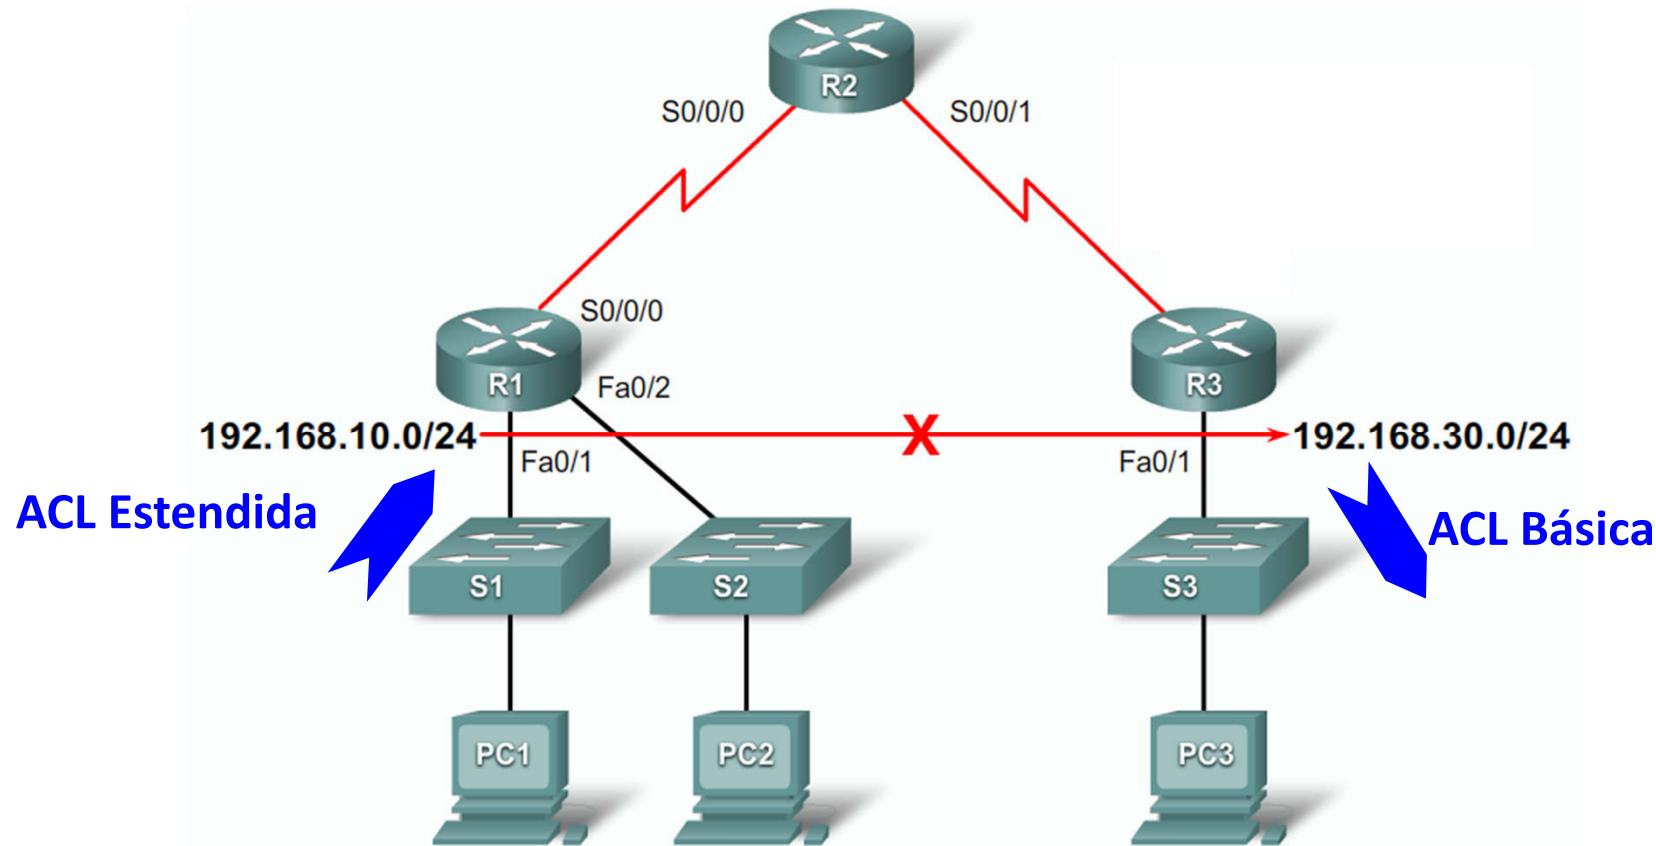 R2
S0/0/0
S0/0/1
S0/0/0
R1
R3
Fa0/2
192.168.10.0/24
X
192.168.30.0/24
Fa0/1
Fa0/1
ACL Estendida
ACL Básica
S1
S2
S3
PC1
PC2
PC3